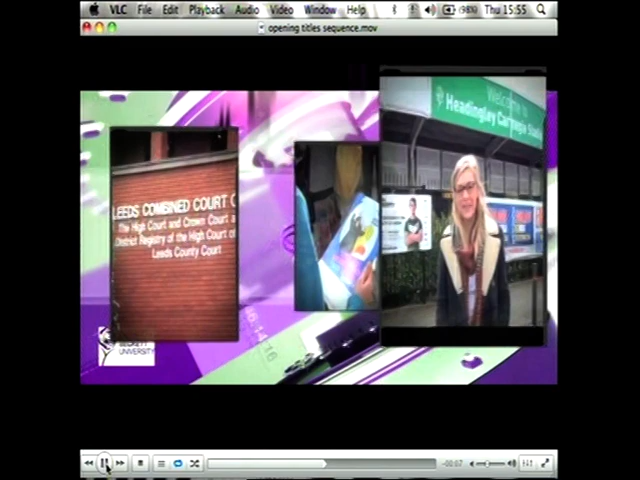 VLC File Edit Playback Audio Video Window Help (98%) Thu 15:55
opening titles sequence.mov
Welcome to
Headingley Carnegie Stadi
LEEDS COMBINED COURT C
The High Court and Crown Court a
District Registry of the High Court of
Leeds County Court
BECKETT
UNIVERSITY
-00:07